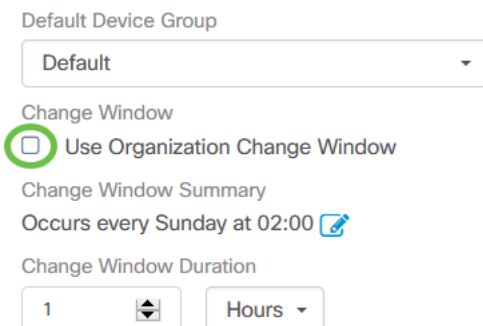 Default Device Group
Default
Change Window
Use Organization Change Window
Change Window Summary
Occurs every Sunday at 02:00
Change Window Duration
1 Hours